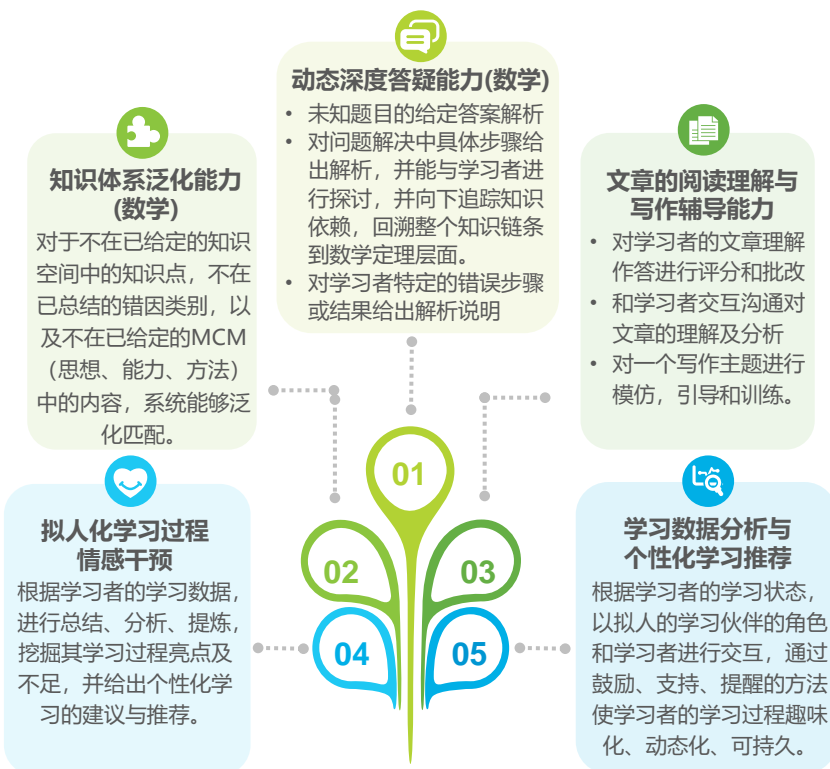 动态深度答疑能力(数学)
• 未知题目的给定答案解析
• 对问题解决中具体步骤给
出解析，并能与学习者进
行探讨，并向下追踪知识
依赖，回溯整个知识链条
到数学定理层面。
• 对学习者特定的错误步骤
或结果给出解析说明
知识体系泛化能力
(数学)
对于不在已给定的知识
空间中的知识点，不在
已总结的错因类别，以
及不在已给定的MCM
（思想、能力、方法）
中的内容，系统能够泛
化匹配。
文章的阅读理解与
写作辅导能力
• 对学习者的文章理解
作答进行评分和批改
• 和学习者交互沟通对
文章的理解及分析
• 对一个写作主题进行
模仿，引导和训练。
01
02
03
04
05
拟人化学习过程
情感干预
根据学习者的学习数据，
进行总结、分析、提炼，
挖掘其学习过程亮点及
不足，并给出个性化学
习的建议与推荐。
学习数据分析与
个性化学习推荐
根据学习者的学习状态，
以拟人的学习伙伴的角色
和学习者进行交互，通过
鼓励、支持、提醒的方法
使学习者的学习过程趣味
化、动态化、可持久。